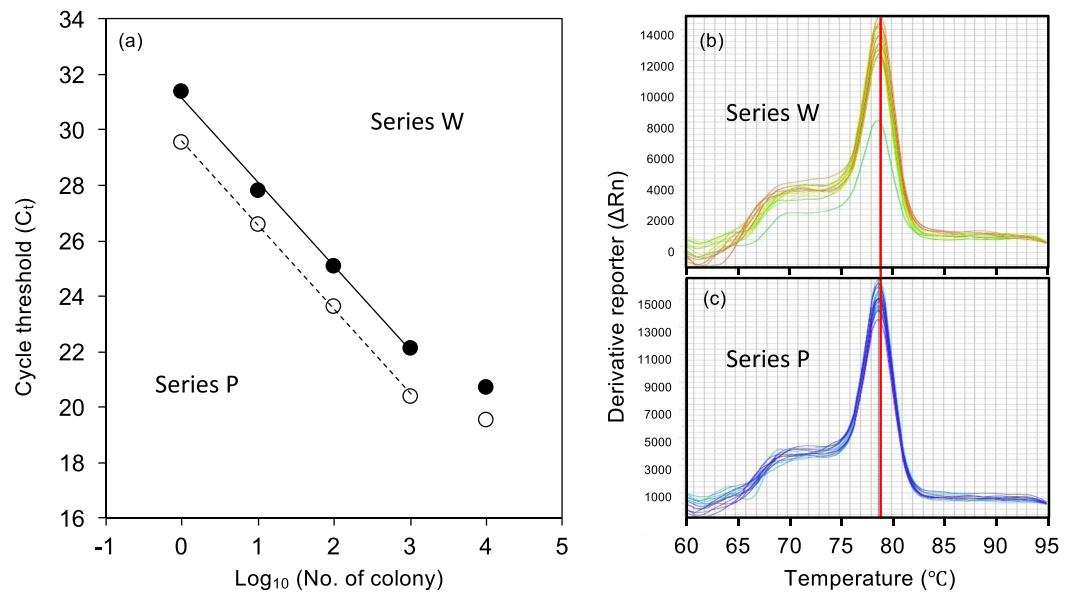 (a)
Series W
Series P
34
32
30
28
26
24
22
20
18
16
-1 0 1 2 3 4 5
Cycle threshold (Ct)
Log10 (No. of colony)
(b)
Series W
14000
12000
10000
8000
6000
4000
2000
0
(c)
Series P
15000
13000
11000
9000
7000
5000
3000
1000
Derivative reporter (ΔRn)
60 65 70 75 80 85 90 95
Temperature (℃)